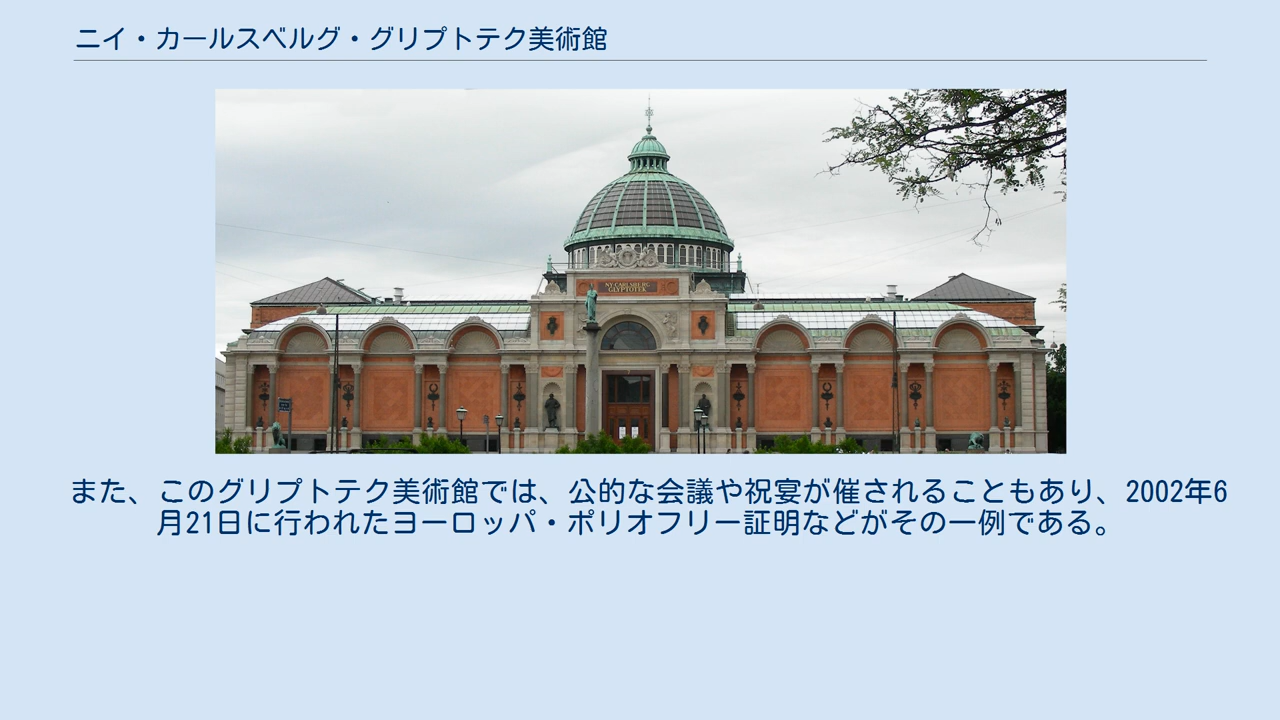 ニイ・カールスベルグ・グリプトテク美術館
NY CARLSBERG
GLYPTOTEK
また、このグリプトテク美術館では、公的な会議や祝宴が催されることもあり、2002年6
月21日に行われたヨーロッパ・ポリオフリー証明などがその一例である。